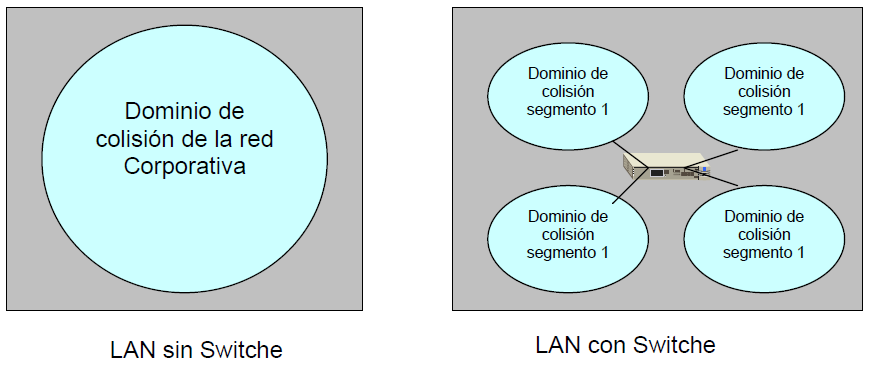 Dominio de
colisión de la red
Corporativa
LAN sin Switche
Dominio de
colisión
segmento 1
Dominio de
colisión
segmento 1
Dominio de
colisión
segmento 1
Dominio de
colisión
segmento 1
LAN con Switche